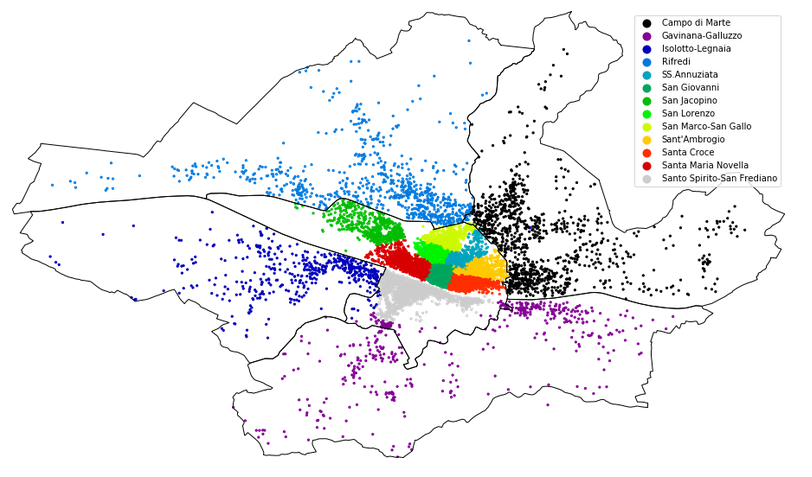 Campo di Marte
Gavinana-Galluzzo
Isolotto-Legnaia
Rifredi
SS.Annuziata
San Giovanni
San Jacopino
San Lorenzo
San Marco-San Gallo
Sant'Ambrogio
Santa Croce
Santa Maria Novella
Santo Spirito-San Frediano